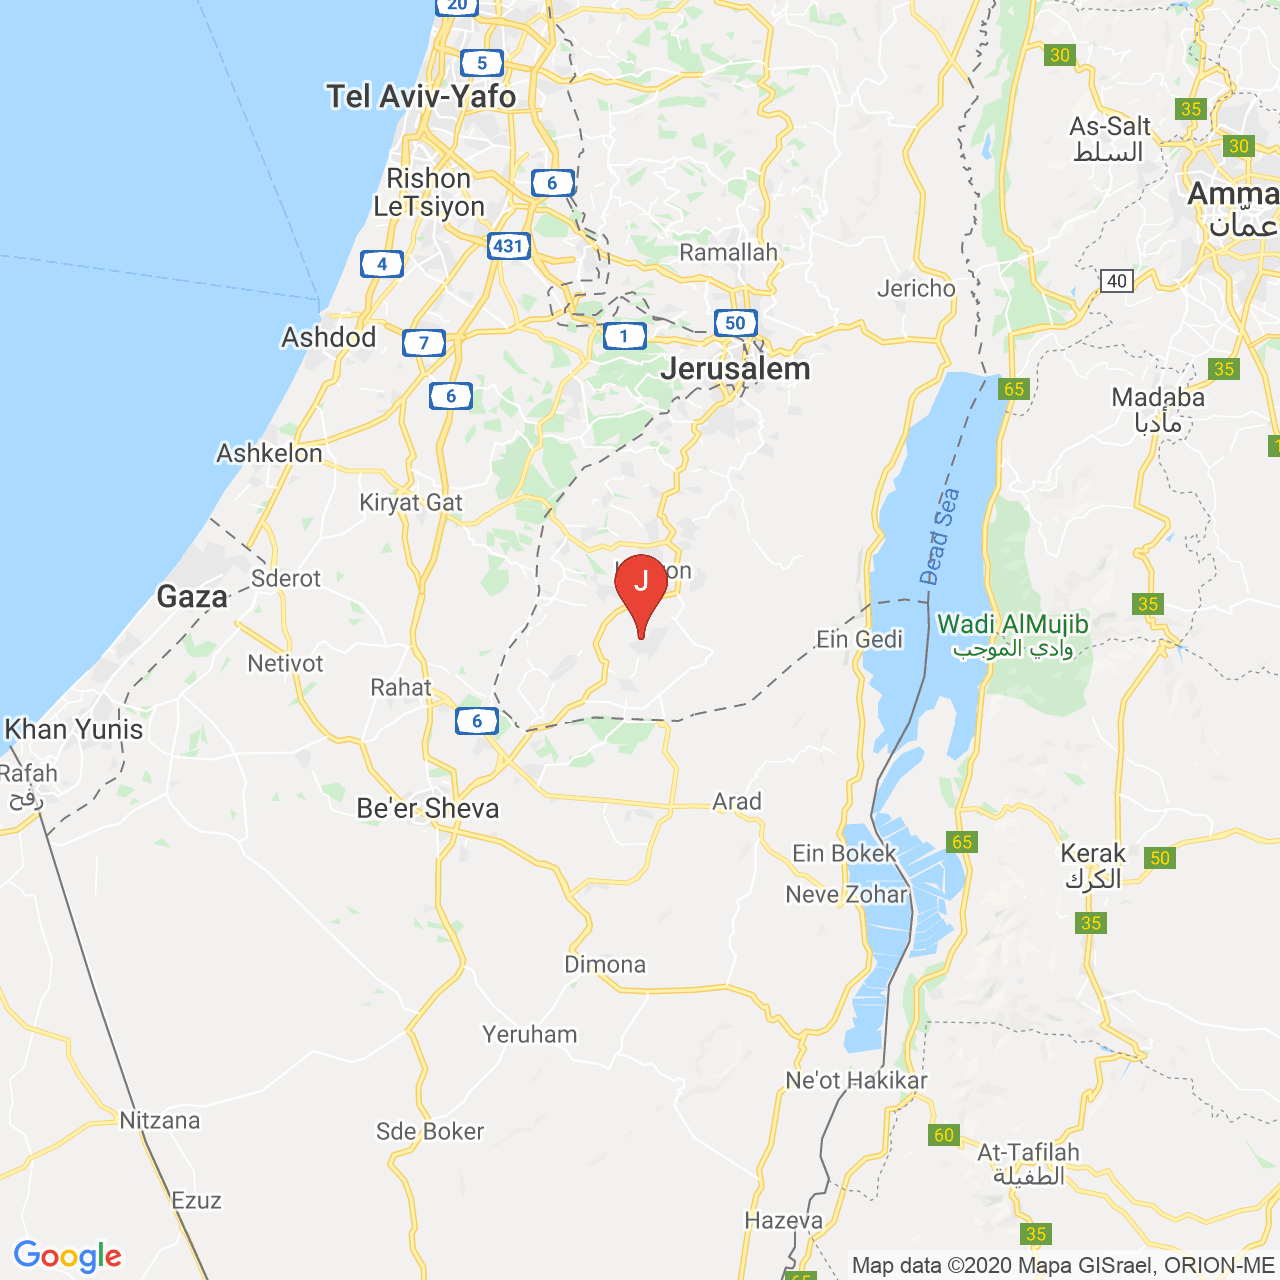 20
5
Tel Aviv-Yafo
30
35
As-Salt
السلط
30
Rishon
LeTsiyon
6
Amma
عمّان
431
4
Ramallah
40
Jericho
50
Ashdod
7
1
Jerusalem
35
65
6
Madaba
مأدبا
Ashkelon
Kiryat Gat
Dead Sea
Sderot
J
on
Gaza
35
Wadi AlMujib
وادي الموجب
Ein Gedi
Netivot
Rahat
6
Khan Yunis
Rafah
رفح
Be'er Sheva
Arad
65
Ein Bokek
Kerak
الكرك
50
Neve Zohar
35
Dimona
Yeruham
Ne'ot Hakikar
Nitzana
Sde Boker
60
At-Tafilah
الطفيلة
Ezuz
Hazeva
35
Google
65
Map data ©2020 Mapa GISrael, ORION-ME